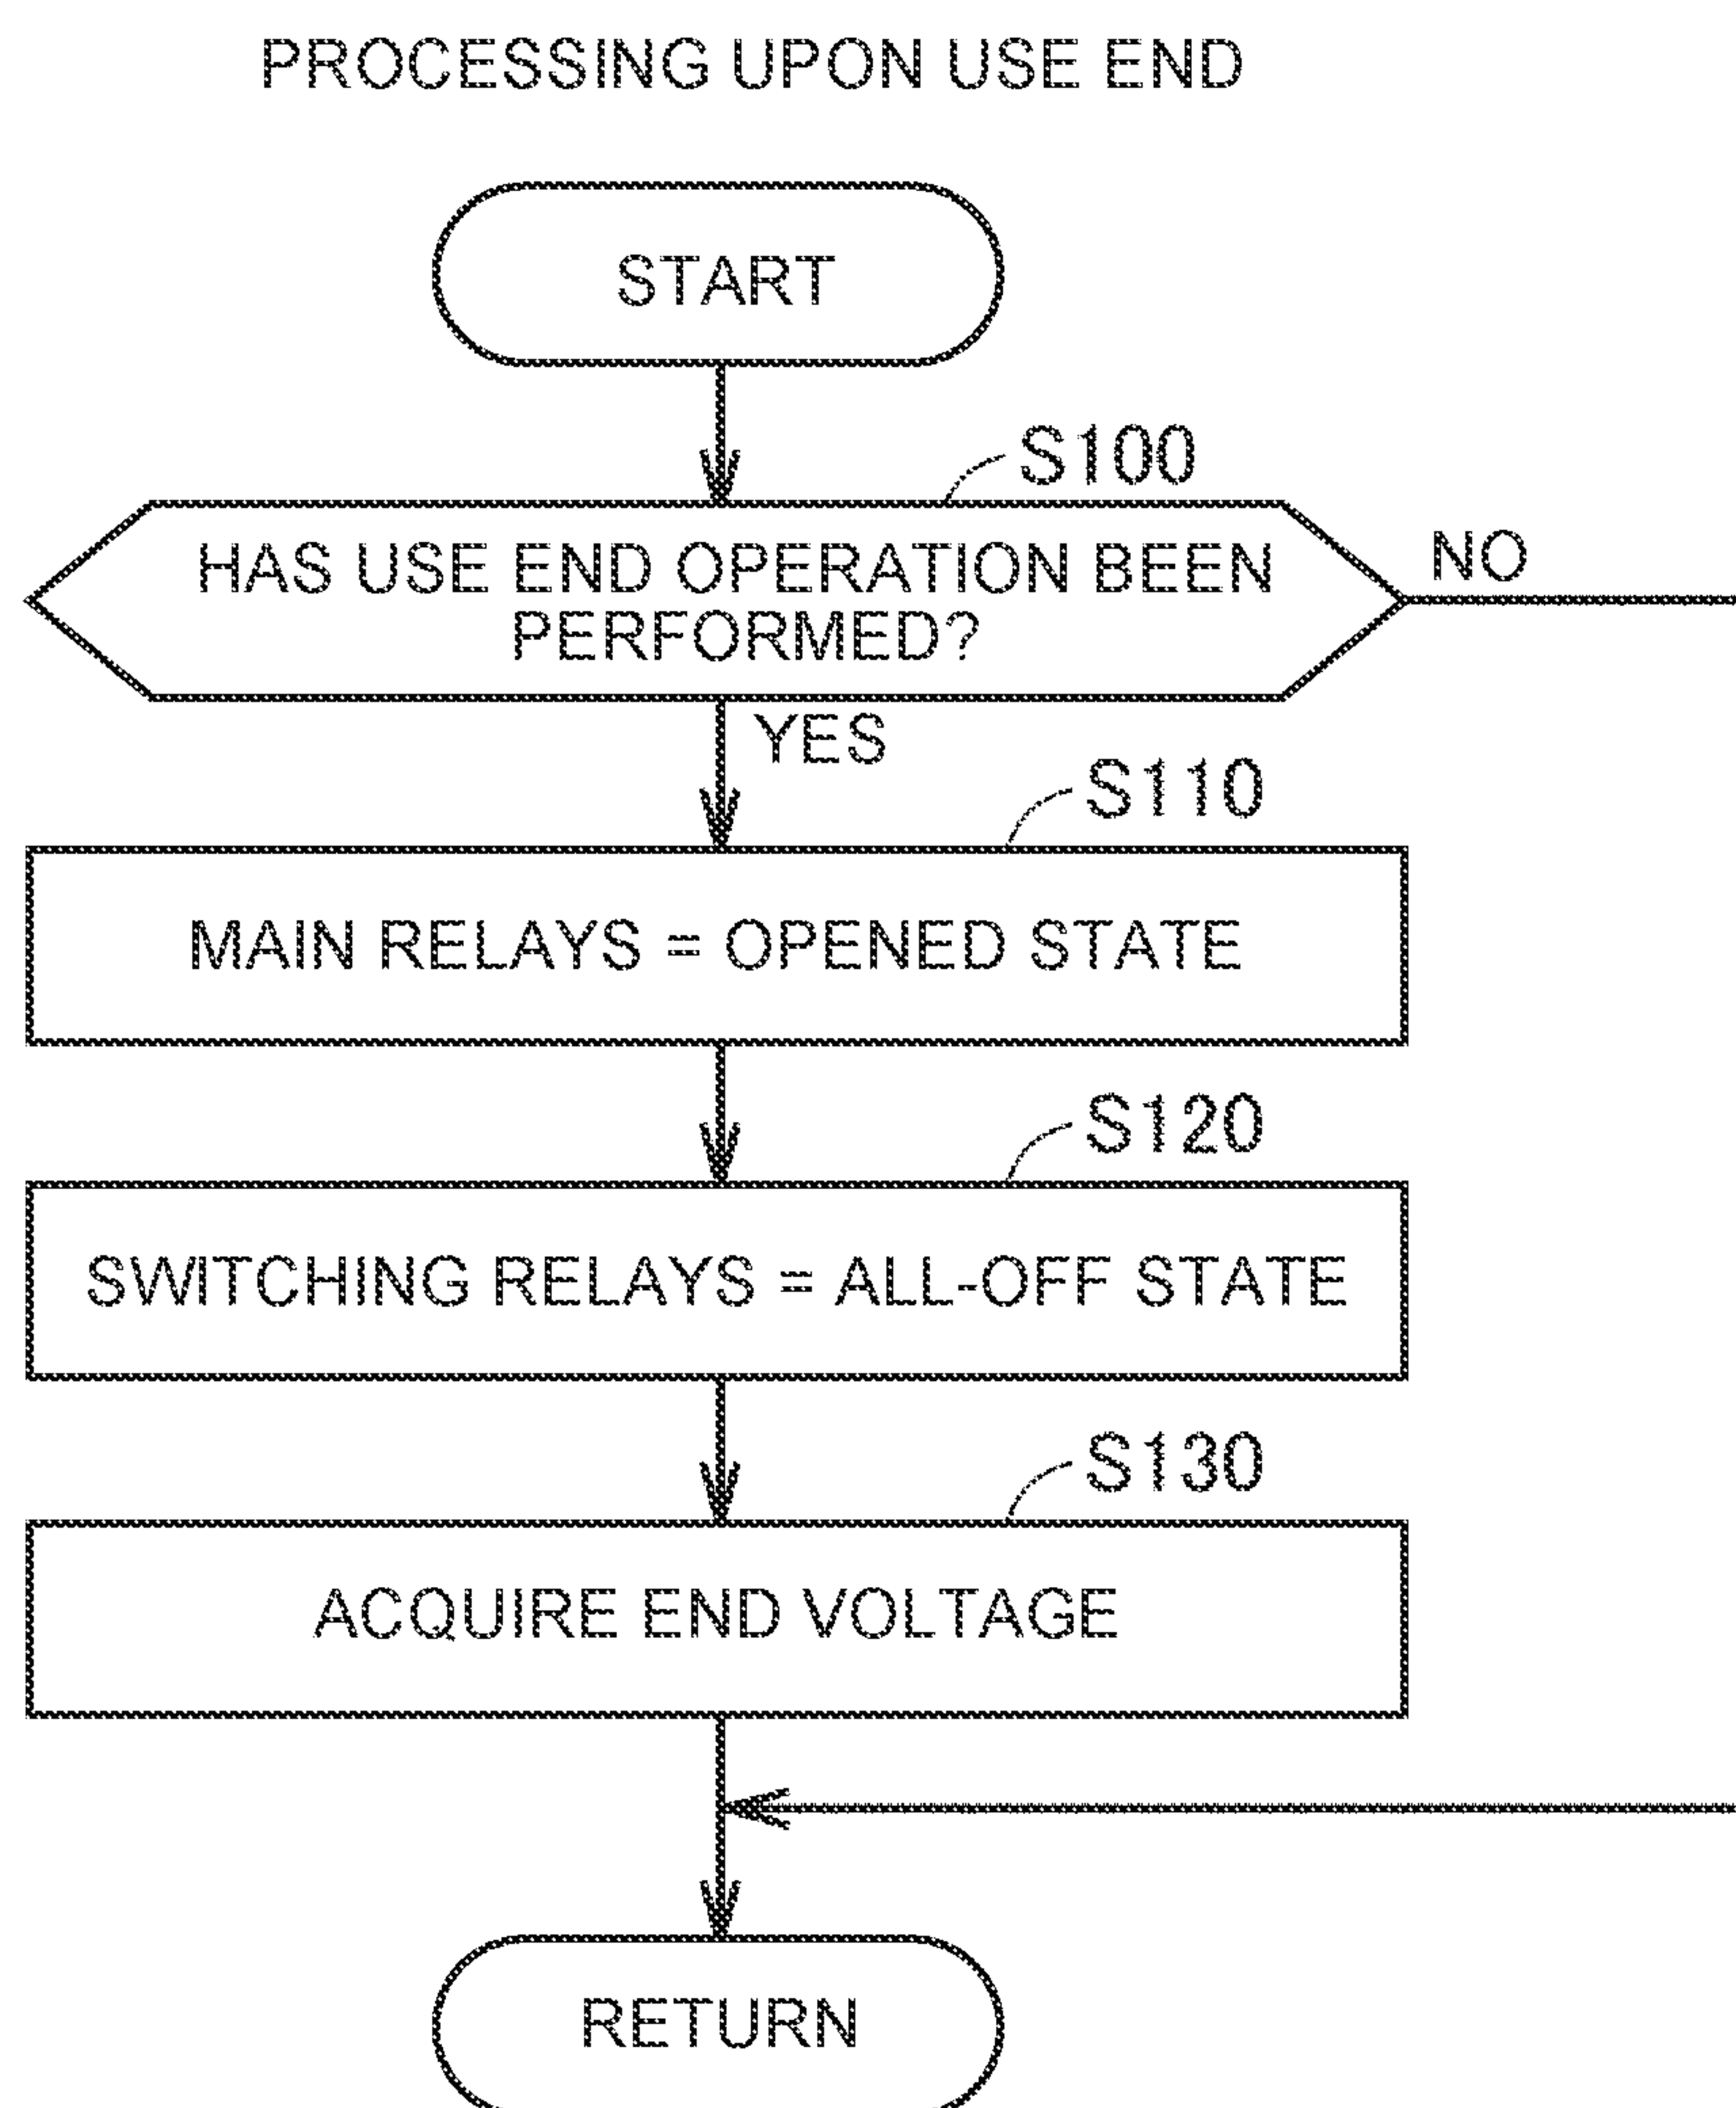 PROCESSING UPON USE END
START
S100
HAS USE END OPERATION BEEN
PERFORMED?
NO
YES
S110
MAIN RELAYS = OPENED STATE
S120
SWITCHING RELAYS = ALL-OFF STATE
S130
ACQUIRE END VOLTAGE
RETURN